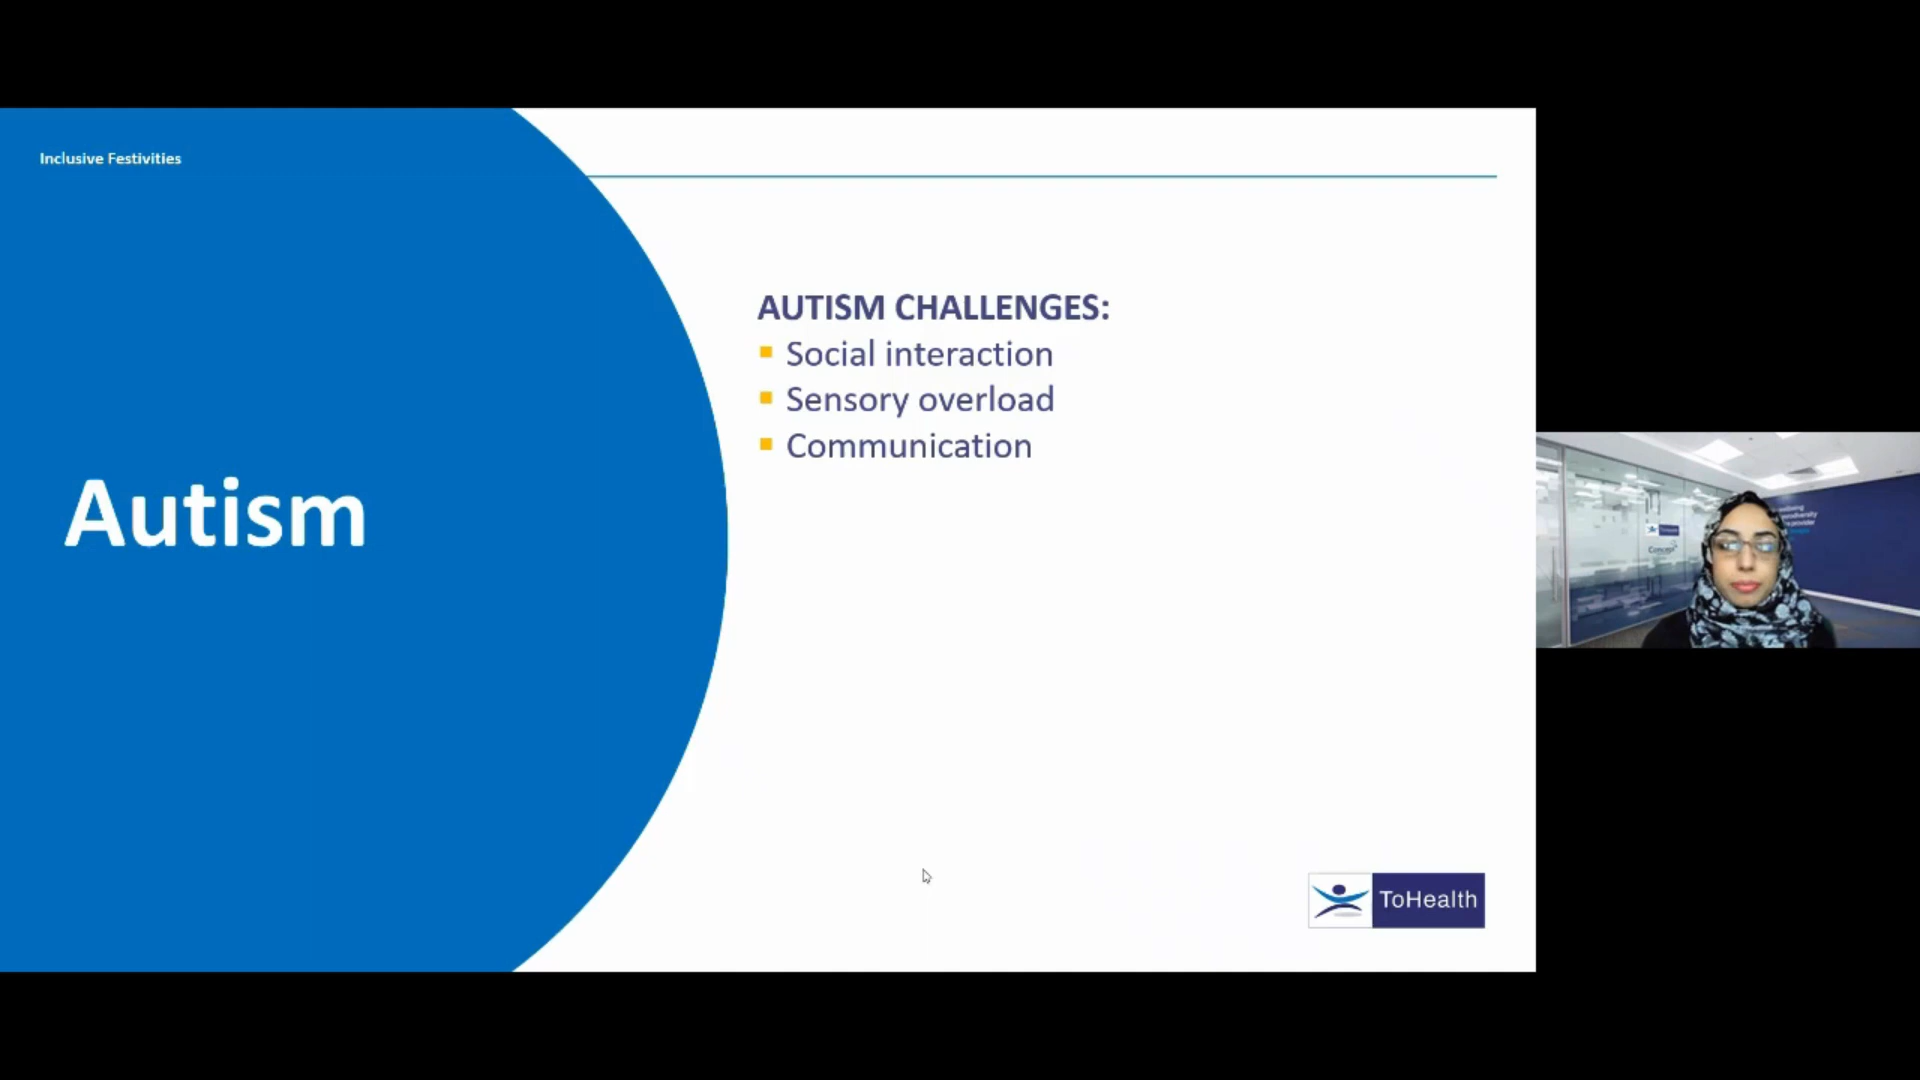 Inclusive Festivities
Autism
AUTISM CHALLENGES:
Social interaction
Sensory overload
Communication
ToHealth